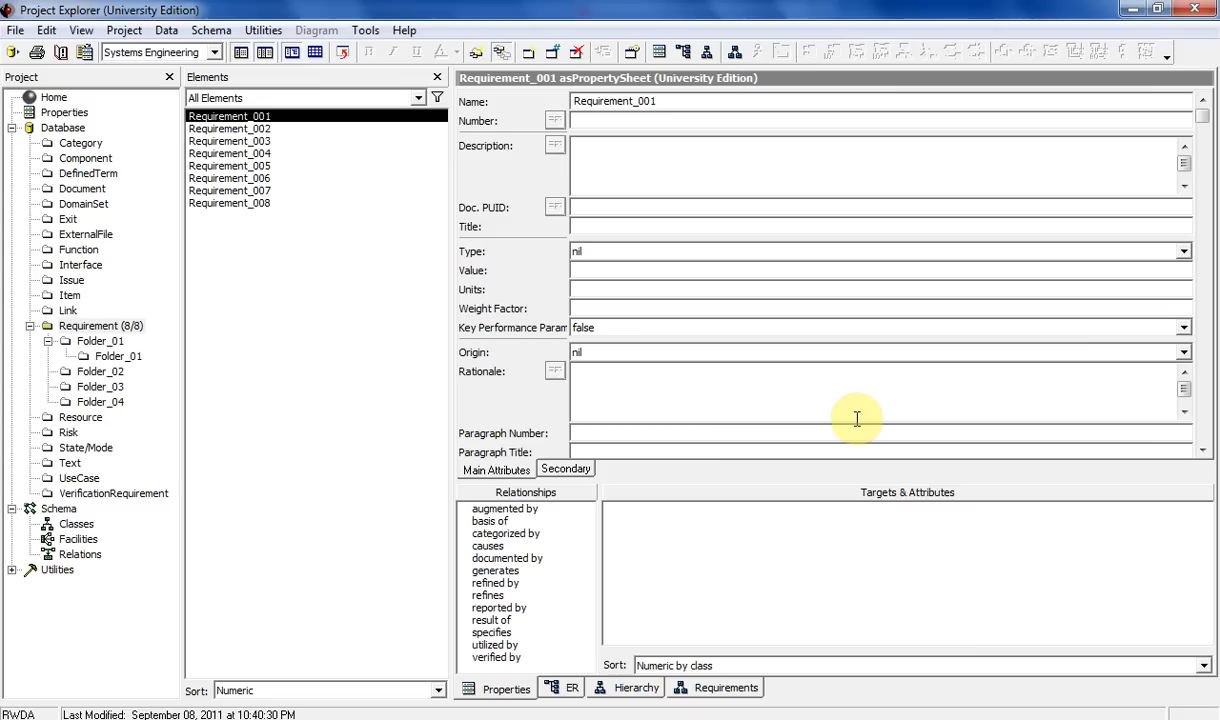 Project Explorer (University Edition)
File Edit View Project Data Schema Utilities Diagram Tools Help
Systems Engineering
Project
Home
Properties
Database
Category
Component
DefinedTerm
Document
DomainSet
Exit
ExternalFile
Function
Interface
Issue
Item
Link
Requirement (8/8)
Folder_01
Folder_01
Folder_02
Folder_03
Folder_04
Resource
Risk
State/Mode
Text
UseCase
VerificationRequirement
Schema
Classes
Facilities
Relations
Utilities
Elements
All Elements
Requirement_001
Requirement_002
Requirement_003
Requirement_004
Requirement_005
Requirement_006
Requirement_007
Requirement_008
Sort: Numeric
Requirement_001 asPropertySheet (University Edition)
Name: Requirement_001
Number:
Description:
Doc. PUID:
Title:
Type: nil
Value:
Units:
Weight Factor:
Key Performance Param false
Origin: nil
Rationale:
Paragraph Number:
Paragraph Title:
Main Attributes Secondary
Relationships
augmented by
basis of
categorized by
causes
documented by
generates
refined by
refines
reported by
result of
specifies
utilized by
verified by
Targets & Attributes
Sort: Numeric by class
Properties ER Hierarchy Requirements
RWDA Last Modified: September 08, 2011 at 10:40:30 PM